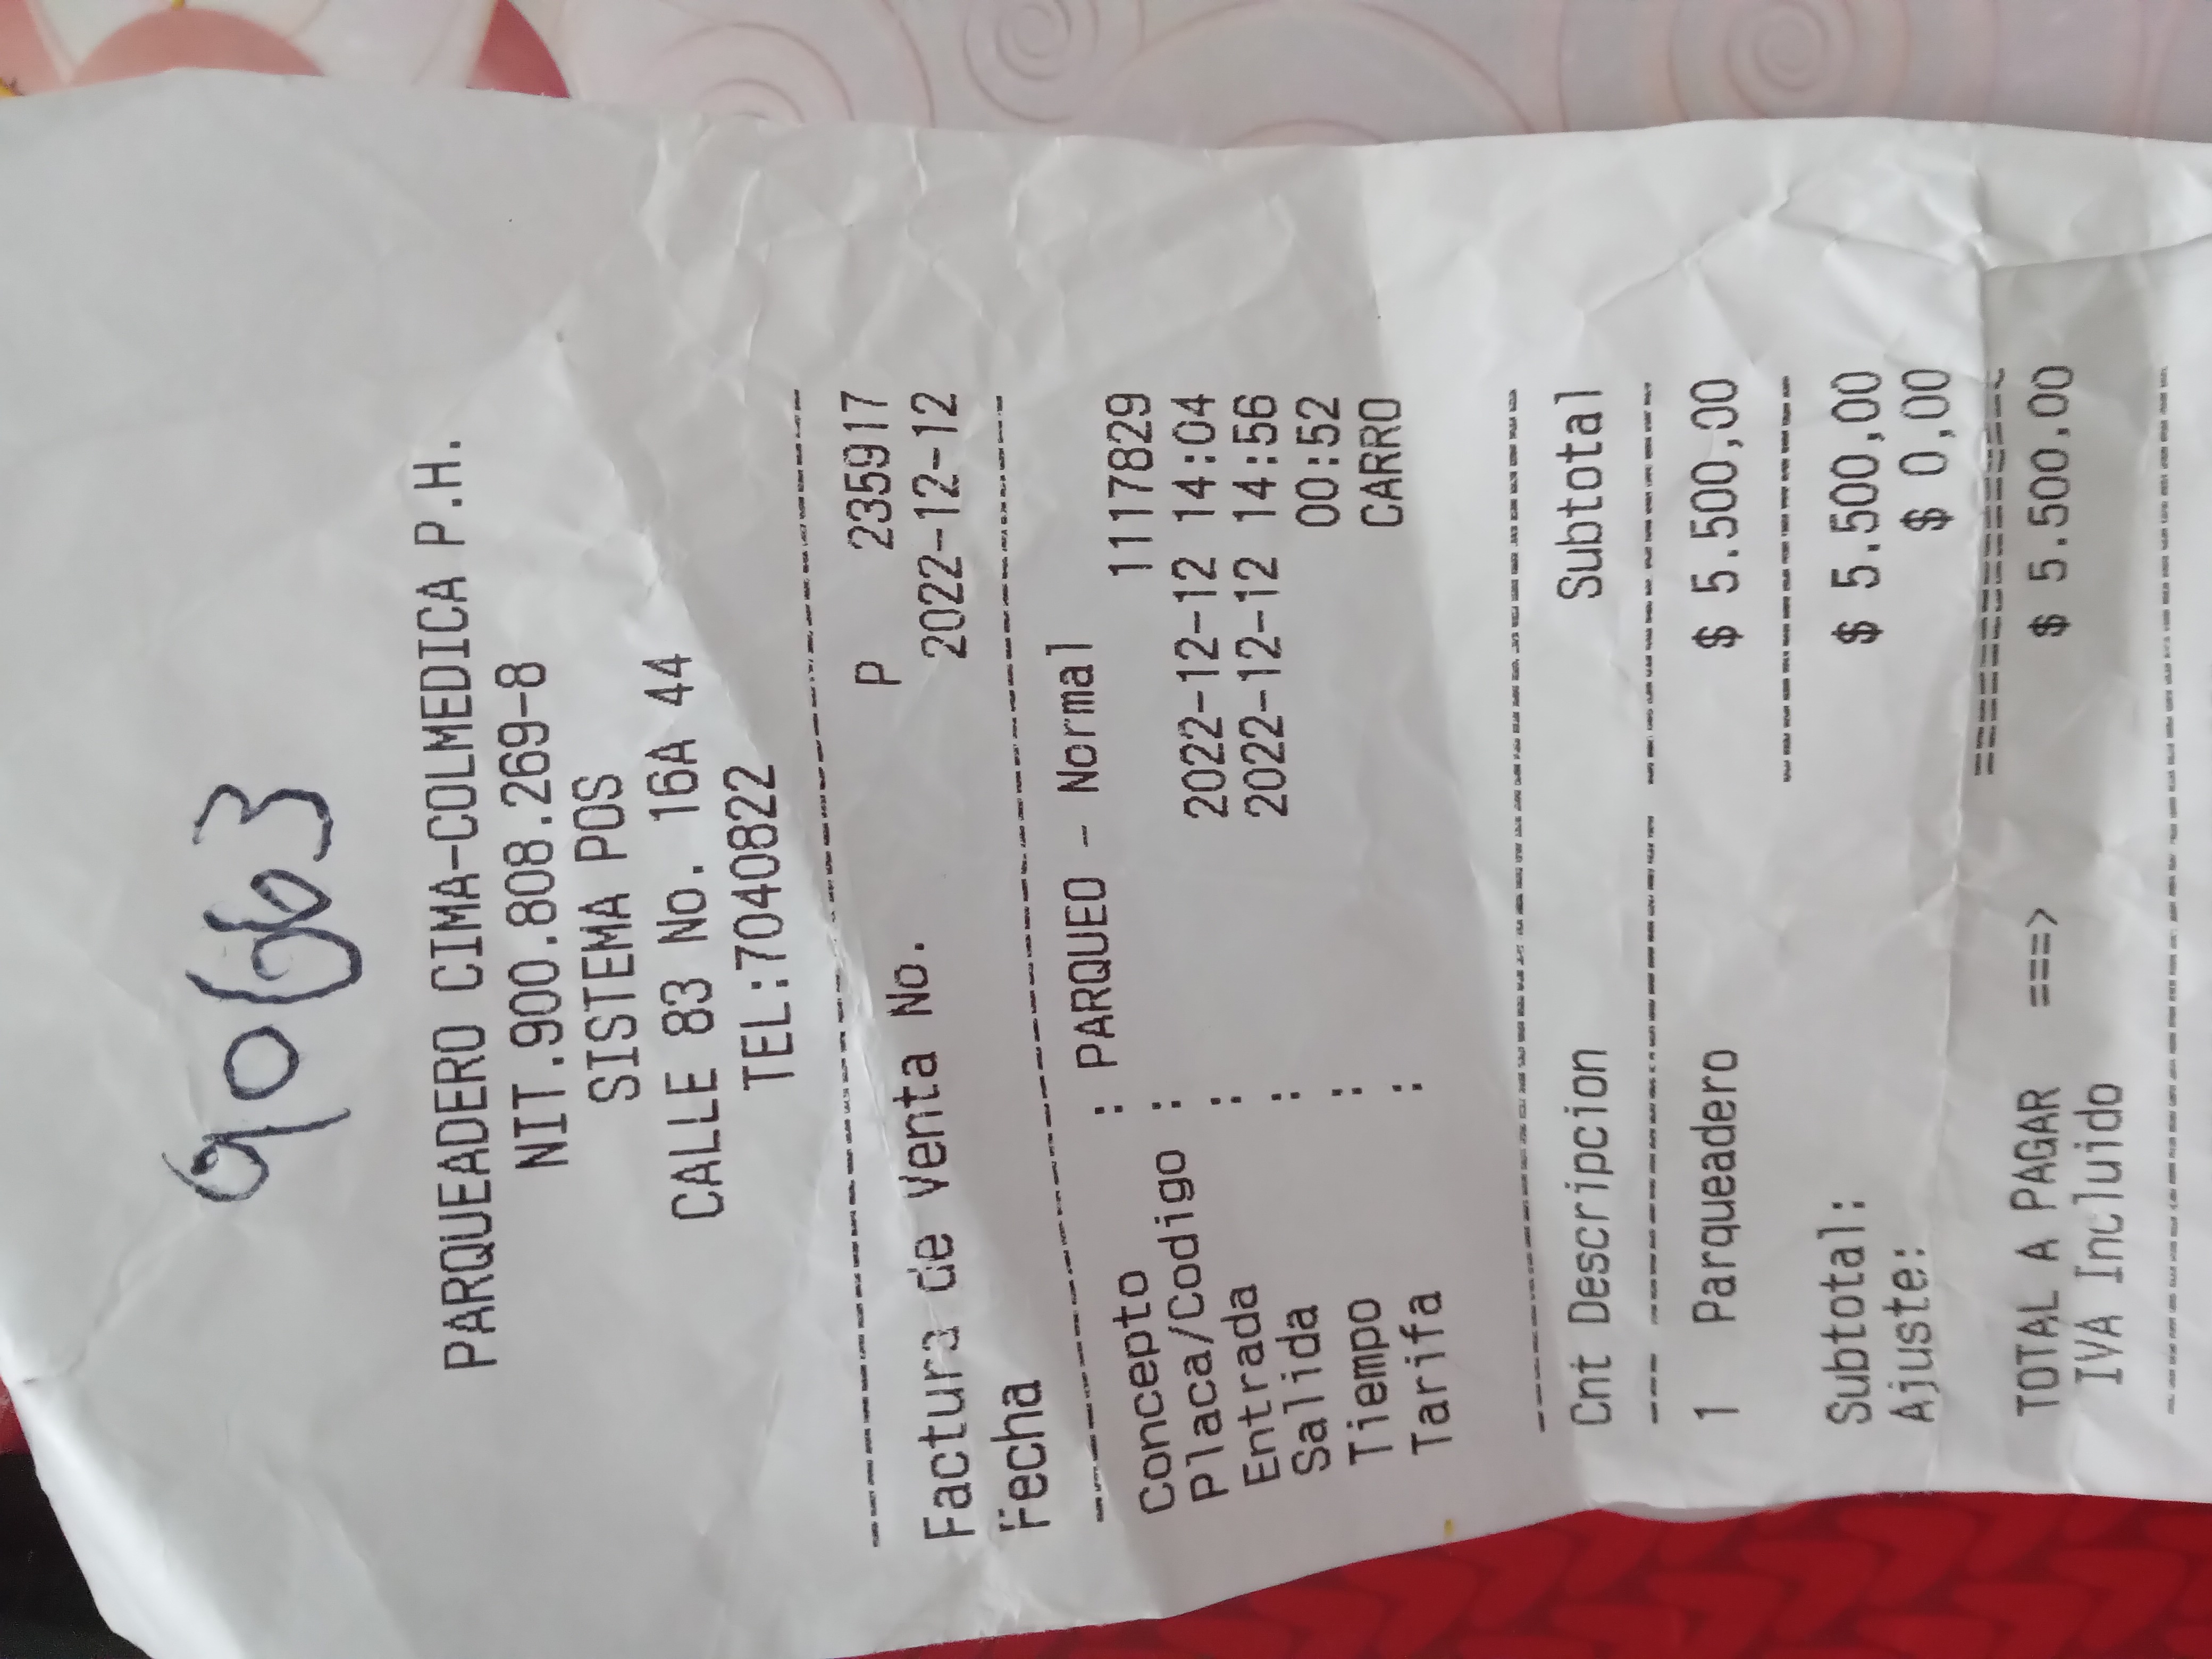 90663
PARQUEADERO CIMA-COLMEDICA P.H.
NIT.900.808.269-8
SISTEMA POS
CALLE 83 No. 16A 44
TEL:7040822
Factura de Venta No. P 235917
Fecha 2022-12-12
Concepto : PARQUEO - Normal
Placa/Codigo : 1117829
Entrada : 2022-12-12 14:04
Salida : 2022-12-12 14:56
Tiempo : 00:52
Tarifa : CARRO
Cnt Descripcion Subtotal
1 Parqueadero $ 5.500,00
Subtotal: $ 5.500,00
Ajuste: $ 0,00
TOTAL A PAGAR ===> $ 5.500,00
IVA Incluido